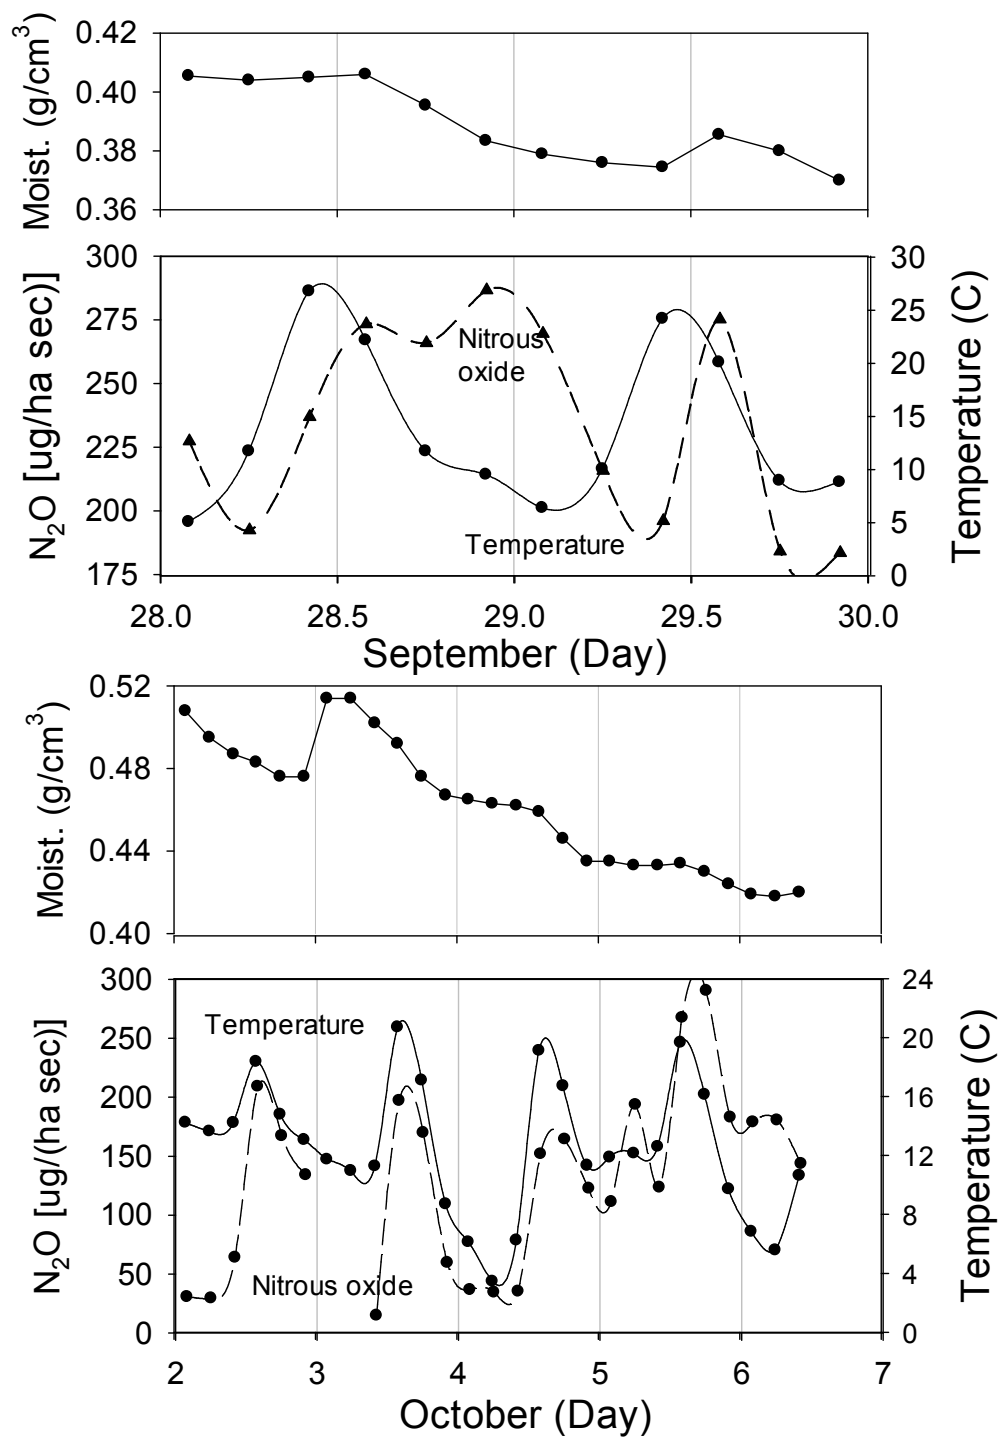 Moist. (g/cm³)
0.42
0.40
0.38
0.36
N₂O [ug/ha sec)]
300
275
250
225
200
175
Nitrous
oxide
Temperature
30
25
20
15
10
5
0
Temperature (C)
28.0 28.5 29.0 29.5 30.0
September (Day)
Moist. (g/cm³)
0.52
0.48
0.44
0.40
N₂O [ug/(ha sec)]
300
250
200
150
100
50
0
Temperature
Nitrous oxide
24
20
16
12
8
4
0
Temperature (C)
2 3 4 5 6 7
October (Day)